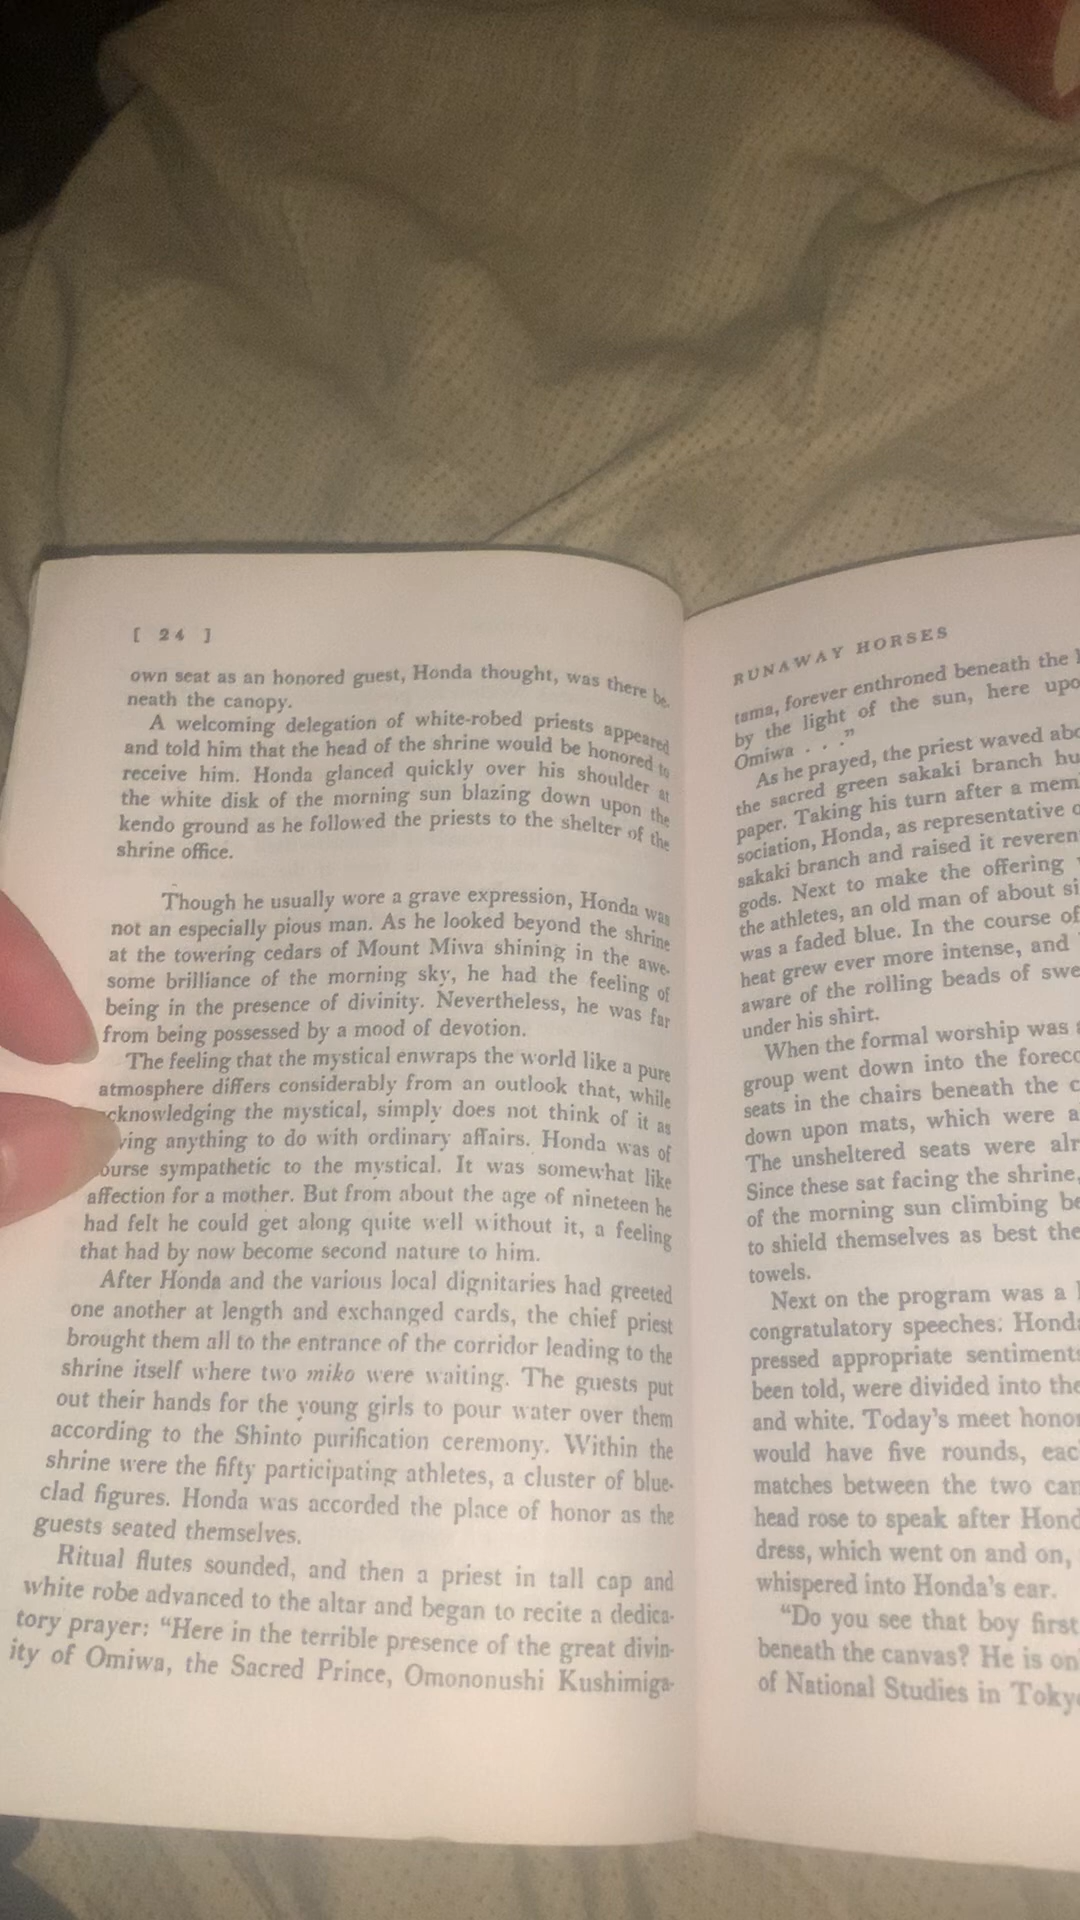 [ 24 ]
own seat as an honored guest, Honda thought, was there be-
neath the canopy.
A welcoming delegation of white-robed priests appeared
and told him that the head of the shrine would be honored to
receive him. Honda glanced quickly over his shoulder at
the white disk of the morning sun blazing down upon the
kendo ground as he followed the priests to the shelter of the
shrine office.
Though he usually wore a grave expression, Honda was
not an especially pious man. As he looked beyond the shrine
at the towering cedars of Mount Miwa shining in the awe-
some brilliance of the morning sky, he had the feeling of
being in the presence of divinity. Nevertheless, he was far
from being possessed by a mood of devotion.
The feeling that the mystical enwraps the world like a pure
atmosphere differs considerably from an outlook that, while
cknowledging the mystical, simply does not think of it as
ving anything to do with ordinary affairs. Honda was of
ourse sympathetic to the mystical. It was somewhat like
affection for a mother. But from about the age of nineteen he
had felt he could get along quite well without it, a feeling
that had by now become second nature to him.
After Honda and the various local dignitaries had greeted
one another at length and exchanged cards, the chief priest
brought them all to the entrance of the corridor leading to the
shrine itself where two miko were waiting. The guests put
out their hands for the young girls to pour water over them
according to the Shinto purification ceremony. Within the
shrine were the fifty participating athletes, a cluster of blue-
clad figures. Honda was accorded the place of honor as the
guests seated themselves.
Ritual flutes sounded, and then a priest in tall cap and
white robe advanced to the altar and began to recite a dedica-
tory prayer: “Here in the terrible presence of the great divin-
ity of Omiwa, the Sacred Prince, Omononushi Kushimiga-
RUNAWAY HORSES
tama, forever enthroned beneath the
by the light of the sun, here upo
Omiwa . . .”
As he prayed, the priest waved abo
the sacred green sakaki branch hu
paper. Taking his turn after a mem
sociation, Honda, as representative
sakaki branch and raised it reveren
gods. Next to make the offering
the athletes, an old man of about si
was a faded blue. In the course of
heat grew ever more intense, and
aware of the rolling beads of swe
under his shirt.
When the formal worship was
group went down into the foreco
seats in the chairs beneath the c
down upon mats, which were a
The unsheltered seats were alr
Since these sat facing the shrine,
of the morning sun climbing be
to shield themselves as best the
towels.
Next on the program was a
congratulatory speeches. Honda
pressed appropriate sentiments
been told, were divided into the
and white. Today's meet honor
would have five rounds, eac
matches between the two cam
head rose to speak after Hond
dress, which went on and on,
whispered into Honda's ear.
“Do you see that boy first
beneath the canvas? He is on
of National Studies in Tokyo